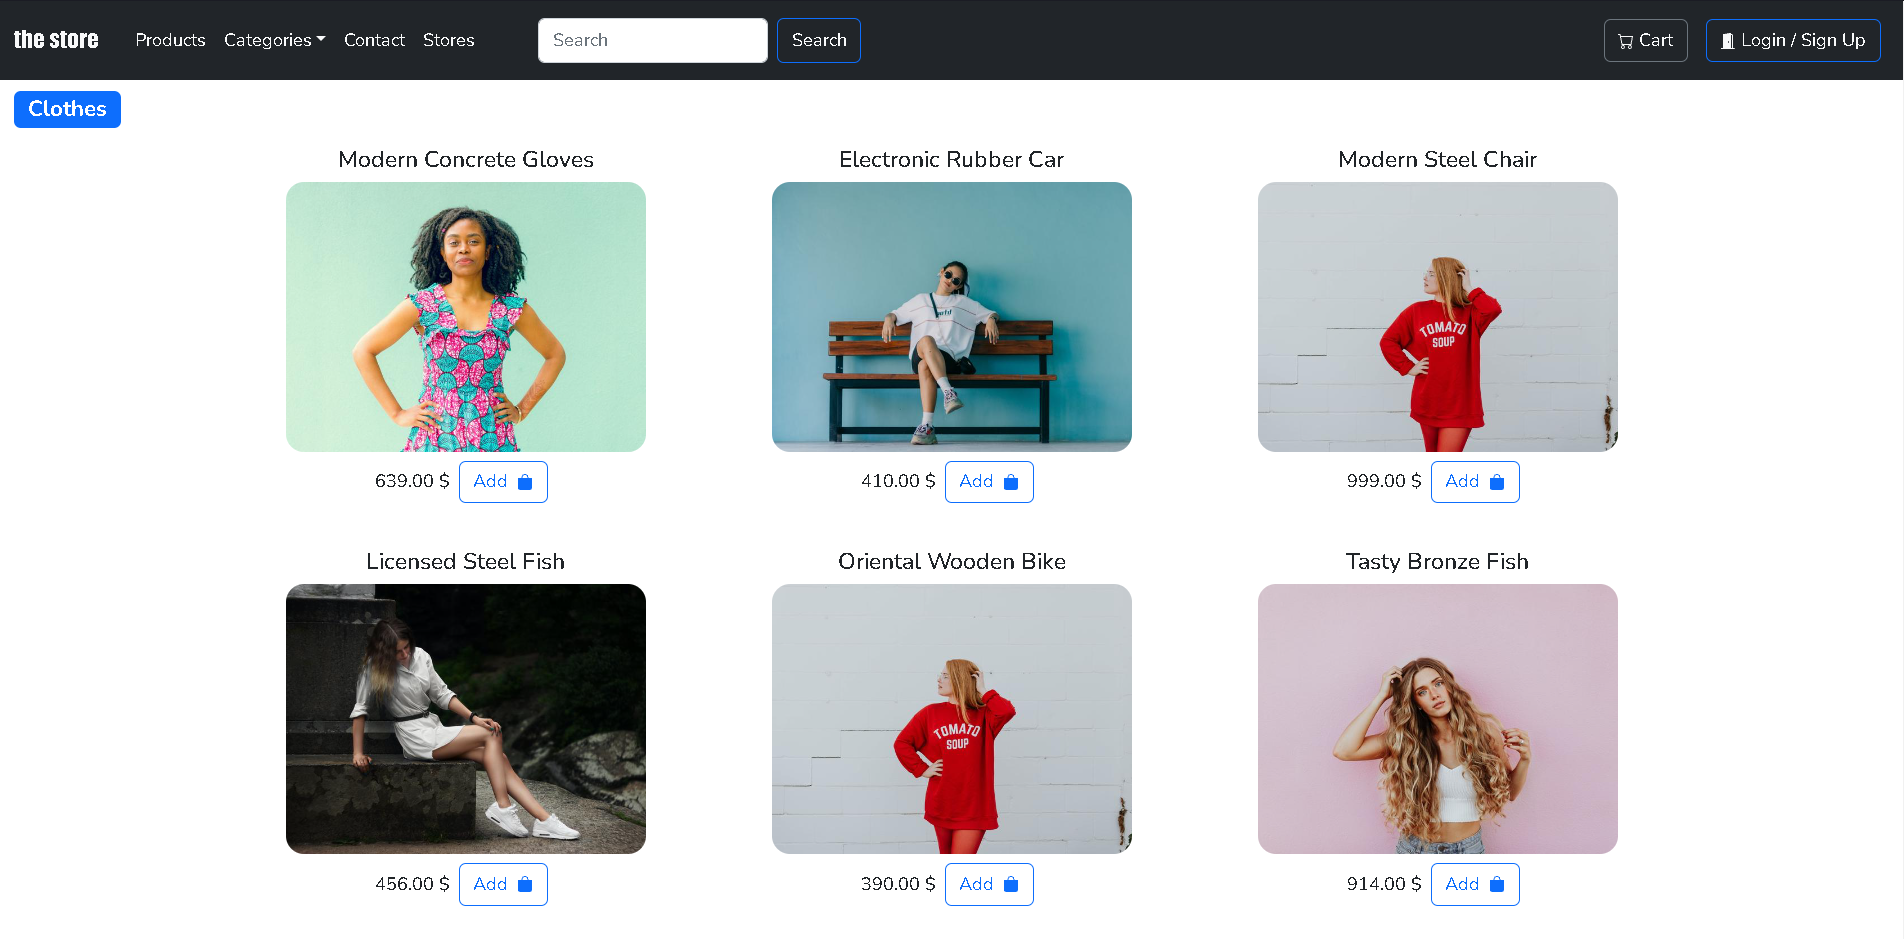 the store Products Categories Contact Stores Search Search Cart Login / Sign Up
Clothes
Modern Concrete Gloves Electronic Rubber Car Modern Steel Chair
TOMATO
SOUP
639.00 $ Add 410.00 $ Add 999.00 $ Add
Licensed Steel Fish Oriental Wooden Bike Tasty Bronze Fish
TOMATO
SOUP
456.00 $ Add 390.00 $ Add 914.00 $ Add